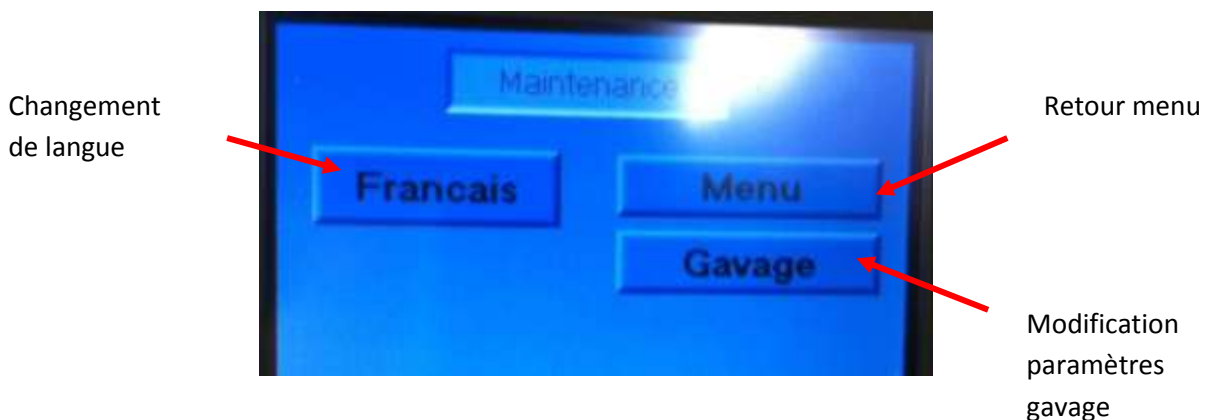 Maintenance
Changement
de langue
Retour menu
Francais
Menu
Gavage
Modification
paramètres
gavage